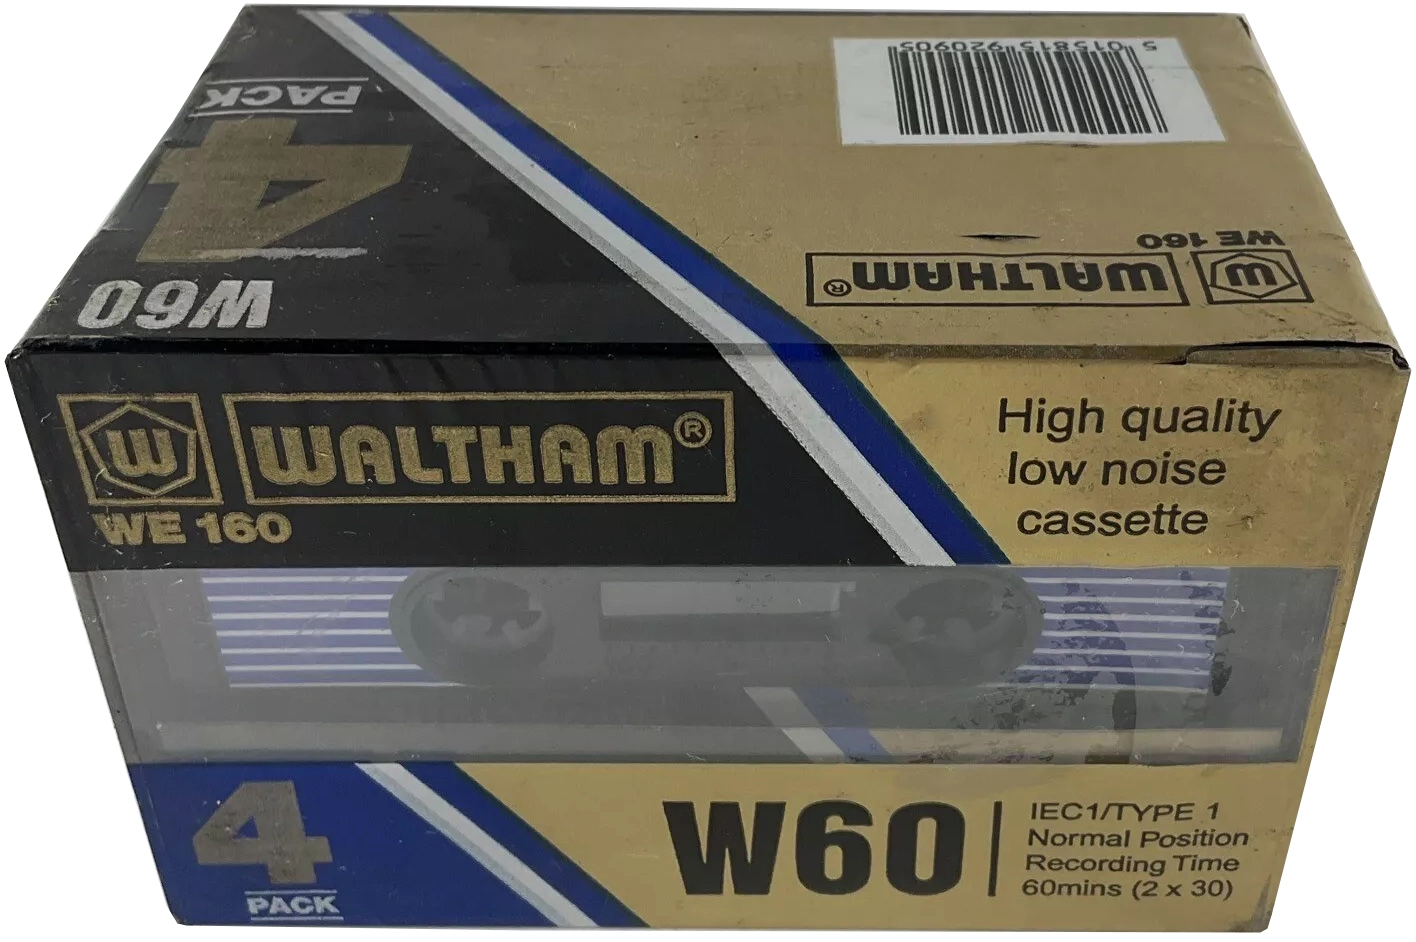 PACK
4
W60
5 015815 920905
WE 160
W WALTHAM®
W WALTHAM®
WE 160
High quality
low noise
cassette
4
PACK
W60
IEC1/TYPE 1
Normal Position
Recording Time
60mins (2 x 30)